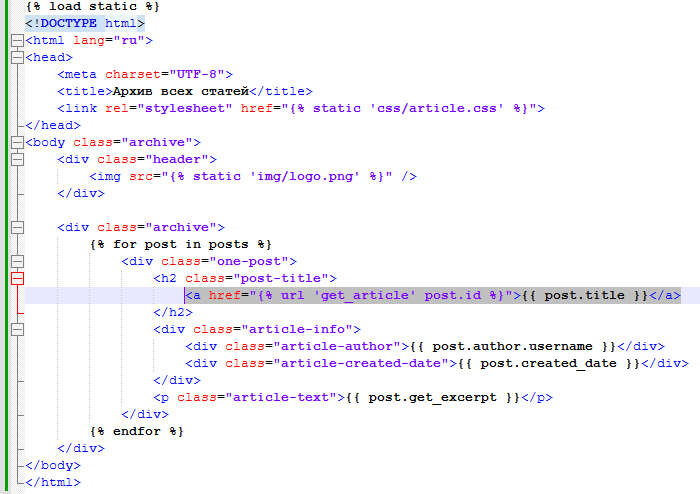 {% load static %}
<!DOCTYPE html>
<html lang="ru">
<head>
    <meta charset="UTF-8">
    <title>Архив всех статей</title>
    <link rel="stylesheet" href="{% static 'css/article.css' %}">
</head>
<body class="archive">
    <div class="header">
        <img src="{% static 'img/logo.png' %}" />
    </div>

    <div class="archive">
        {% for post in posts %}
            <div class="one-post">
                <h2 class="post-title">
                    <a href="{% url 'get_article' post.id %}">{{ post.title }}</a>
                </h2>
                <div class="article-info">
                    <div class="article-author">{{ post.author.username }}</div>
                    <div class="article-created-date">{{ post.created_date }}</div>
                </div>
                <p class="article-text">{{ post.get_excerpt }}</p>
            </div>
        {% endfor %}
    </div>
</body>
</html>